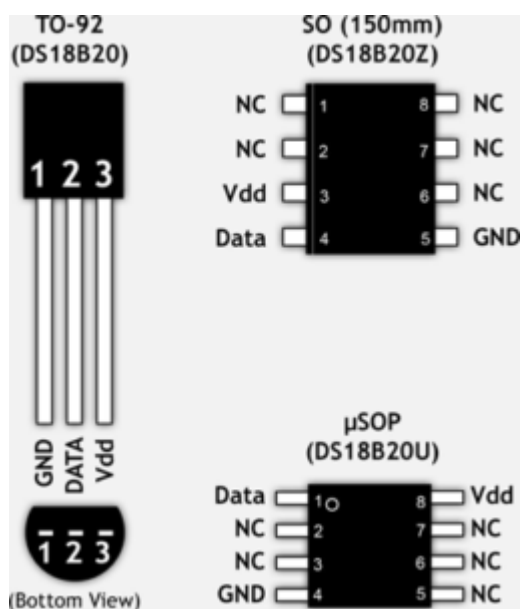 TO-92
(DS18B20)
1 2 3
GND
DATA
Vdd
1 2 3
(Bottom View)
SO (150mm)
(DS18B20Z)
NC 1 8 NC
NC 2 7 NC
Vdd 3 6 NC
Data 4 5 GND
µSOP
(DS18B20U)
Data 1 8 Vdd
NC 2 7 NC
NC 3 6 NC
GND 4 5 NC